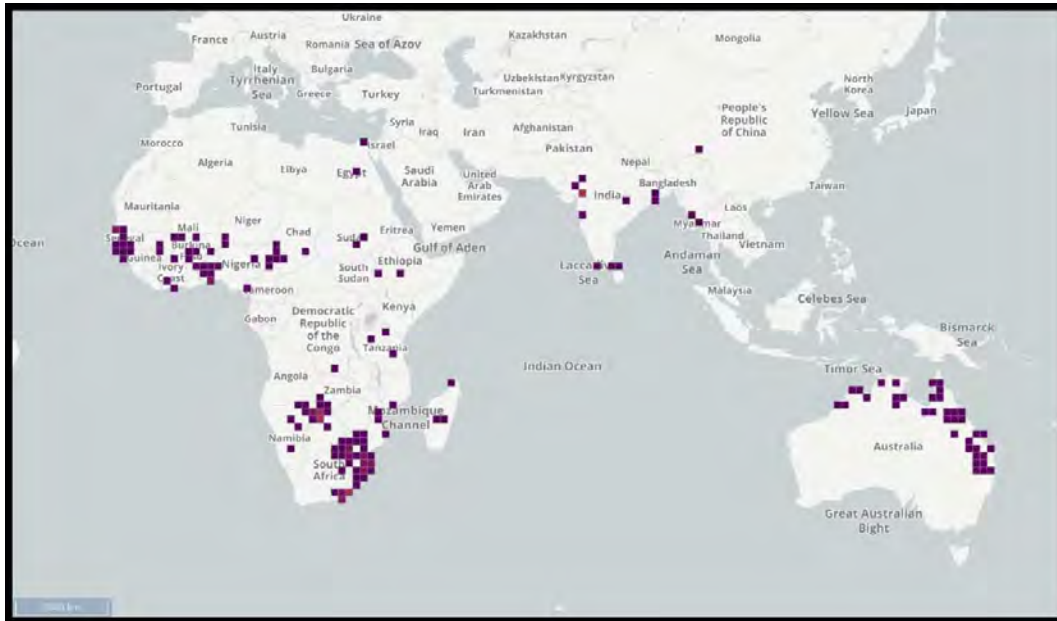 Ukraine
France
Austria
Romania
Sea of Azov
Kazakhstan
Mongolia
Italy
Bulgaria
Tyrrhenian
Sea
Portugal
Greece
Turkey
Uzbekistan
Kyrgyzstan
Turkmenistan
North
Korea
Japan
Yellow Sea
People's
Republic
of China
Tunisia
Syria
Iraq
Iran
Afghanistan
Morocco
Israel
Pakistan
Algeria
Libya
Egypt
Saudi
Arabia
United
Arab
Emirates
Nepal
Bangladesh
India
Taiwan
Mauritania
Mali
Niger
Chad
Eritrea
Yemen
Laos
Thailand
Vietnam
Ocean
Gulf of Aden
Andaman
Sea
Guinea
Ivory
Nigeria
South
Sudan
Ethiopia
Sea
Malaysia
Celebes Sea
Gabon
Democratic
Republic
of the
Congo
Kenya
Tanzania
Bismarck
Sea
Indian Ocean
Timor Sea
Angola
Zambia
Mozambique
Channel
Namibia
South
Africa
Australia
Great Australian
Bight